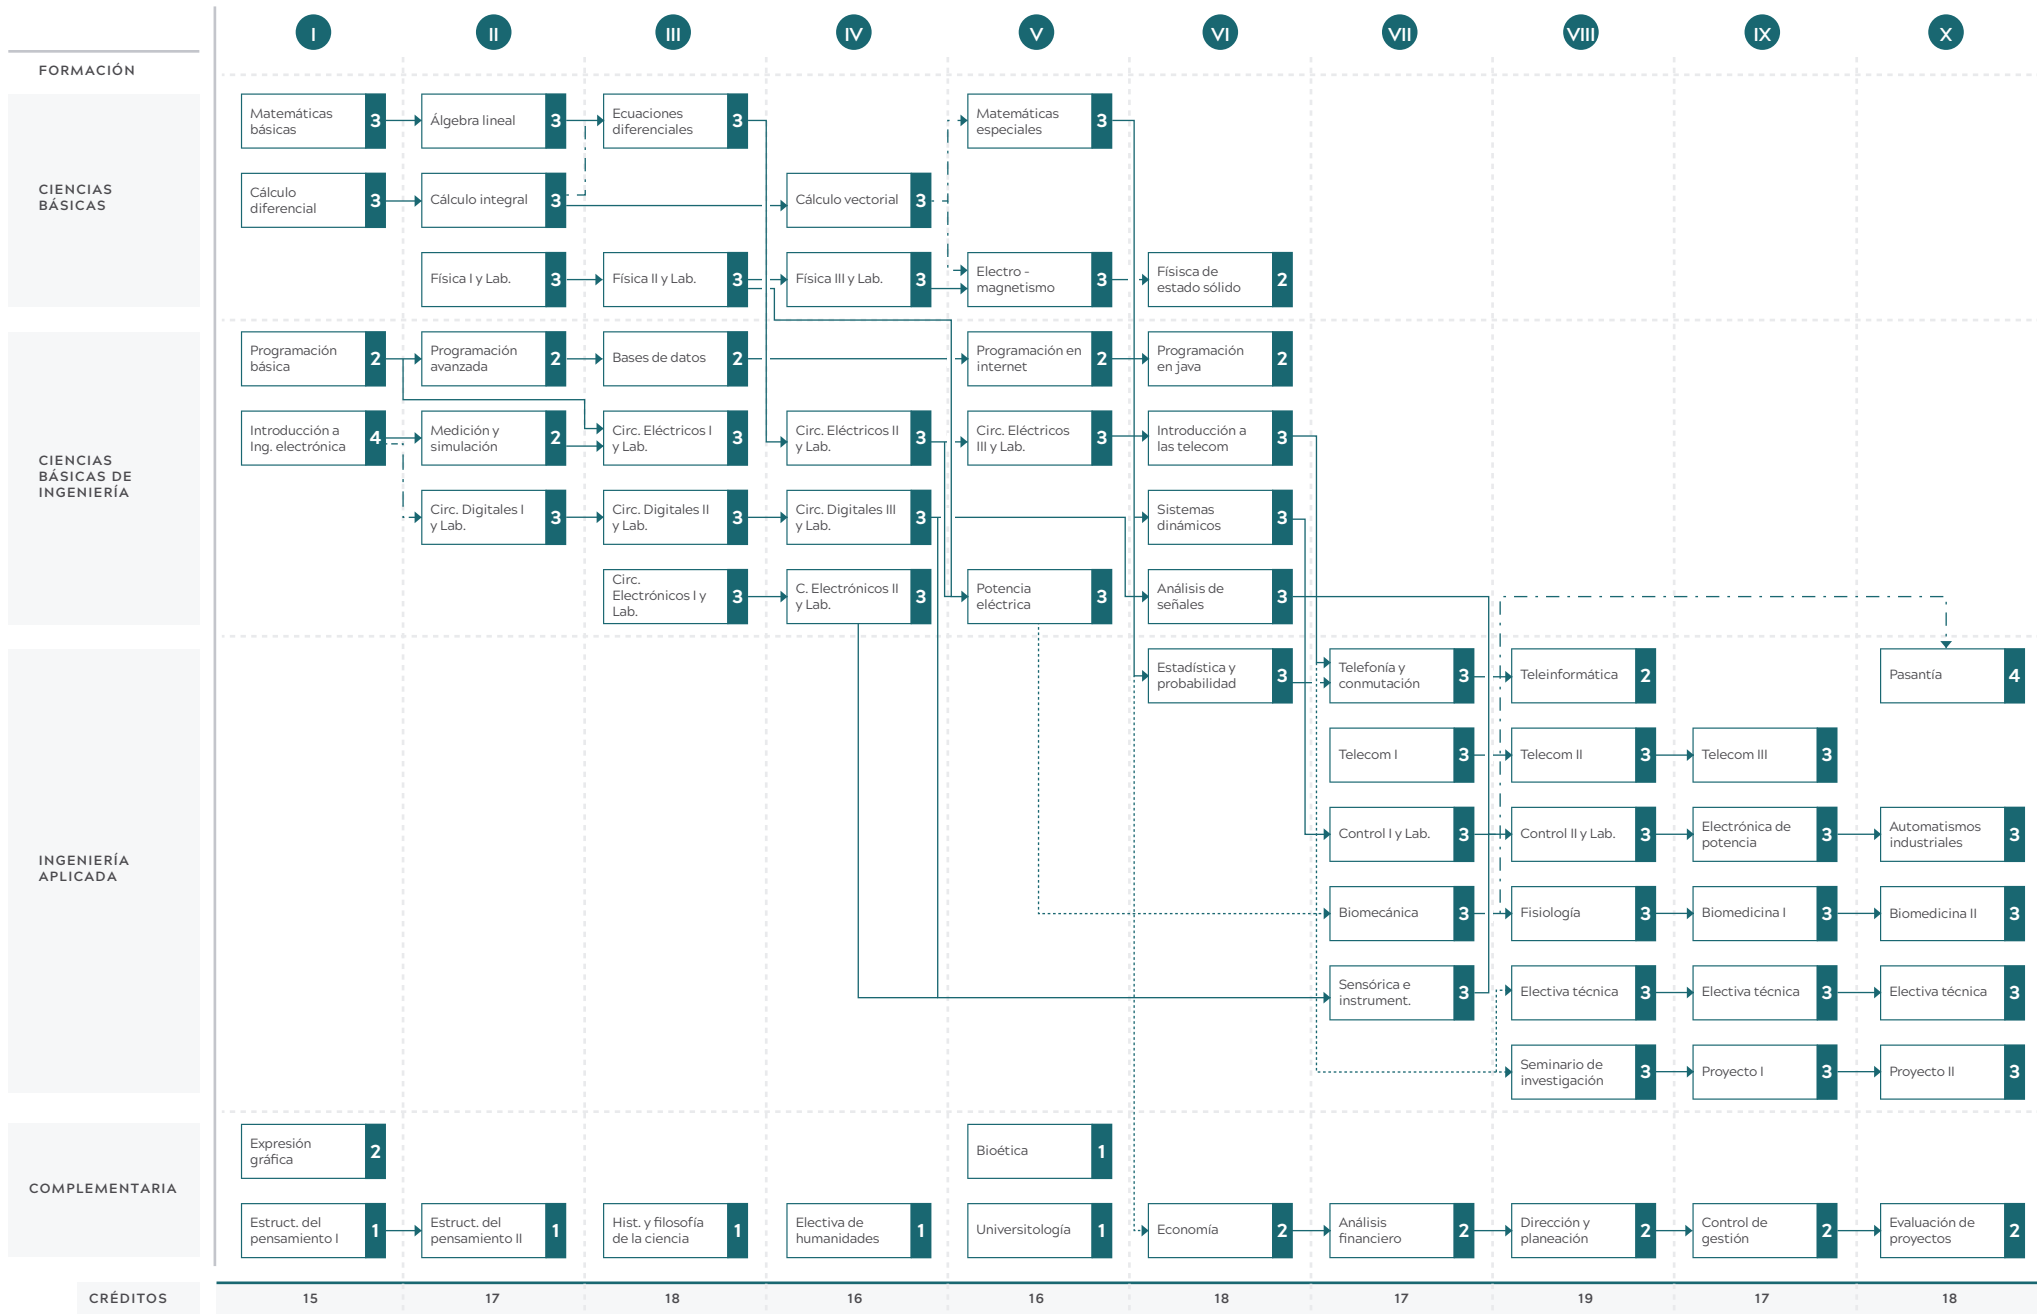 I II III IV V VI VII VIII IX X
FORMACIÓN
CIENCIAS
BÁSICAS
Matemáticas
básicas
3
Álgebra lineal
3
Ecuaciones
diferenciales
3
Matemáticas
especiales
3
Cálculo
diferencial
3
Cálculo integral
3
Cálculo vectorial
3
Física I y Lab.
3
Física II y Lab.
3
Física III y Lab.
3
Electro -
magnetismo
3
Físisca de
estado sólido
2
CIENCIAS
BÁSICAS DE
INGENIERÍA
Programación
básica
2
Programación
avanzada
2
Bases de datos
2
Programación en
internet
2
Programación
en java
2
Introducción a
Ing. electrónica
4
Medición y
simulación
2
Circ. Eléctricos I
y Lab.
3
Circ. Eléctricos II
y Lab.
3
Circ. Eléctricos
III y Lab.
3
Introducción a
las telecom
3
Circ. Digitales I
y Lab.
3
Circ. Digitales II
y Lab.
3
Circ. Digitales III
y Lab.
3
Sistemas
dinámicos
3
Circ.
Electrónicos I y
Lab.
3
C. Electrónicos II
y Lab.
3
Potencia
eléctrica
3
Análisis de
señales
3
INGENIERÍA
APLICADA
Estadística y
probabilidad
3
Telefonía y
conmutación
3
Teleinformática
2
Pasantía
4
Telecom I
3
Telecom II
3
Telecom III
3
Control I y Lab.
3
Control II y Lab.
3
Electrónica de
potencia
3
Automatismos
industriales
3
Biomecánica
3
Fisiología
3
Biomedicina I
3
Biomedicina II
3
Sensórica e
instrument.
3
Electiva técnica
3
Electiva técnica
3
Electiva técnica
3
Seminario de
investigación
3
Proyecto I
3
Proyecto II
3
COMPLEMENTARIA
Expresión
gráfica
2
Bioética
1
Estruct. del
pensamiento I
1
Estruct. del
pensamiento II
1
Hist. y filosofía
de la ciencia
1
Electiva de
humanidades
1
Universitología
1
Economía
2
Análisis
financiero
2
Dirección y
planeación
2
Control de
gestión
2
Evaluación de
proyectos
2
CRÉDITOS 15 17 18 16 16 18 17 19 17 18